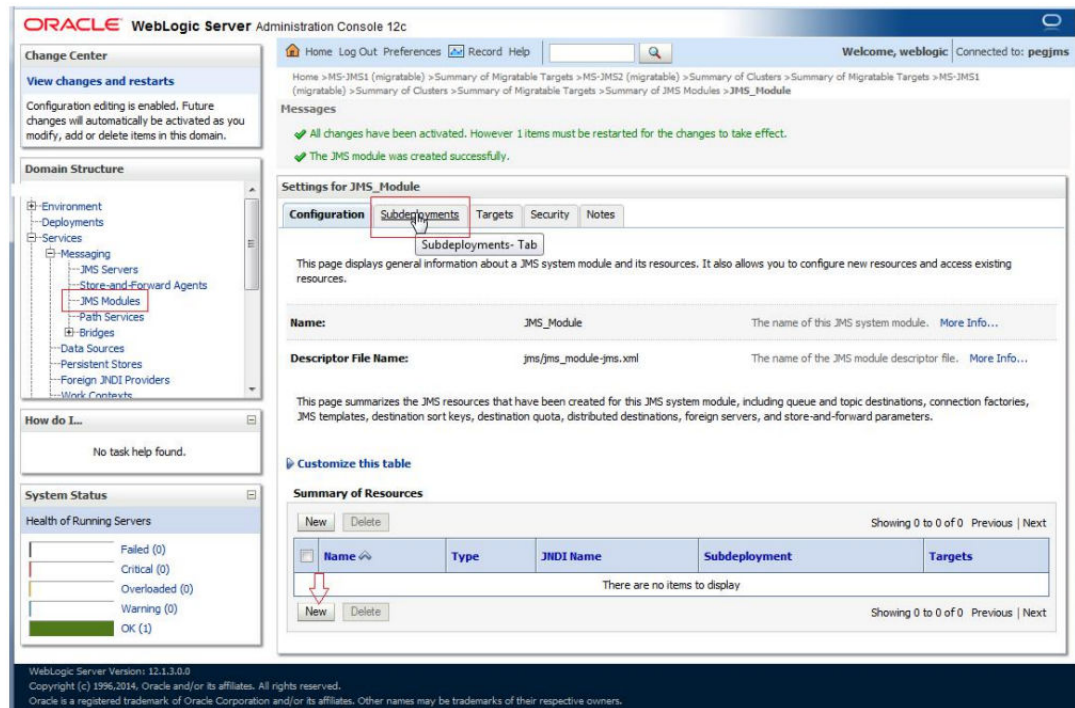 ORACLE WebLogic Server Administration Console 12c
Change Center
View changes and restarts
Configuration editing is enabled. Future
changes will automatically be activated as you
modify, add or delete items in this domain.
Domain Structure
Environment
Deployments
Services
Messaging
JMS Servers
Store-and-Forward Agents
JMS Modules
Path Services
Bridges
Data Sources
Persistent Stores
Foreign JNDI Providers
Work Contexts
How do I...
No task help found.
System Status
Health of Running Servers
Failed (0)
Critical (0)
Overloaded (0)
Warning (0)
OK (1)
Home Log Out Preferences Record Help
Welcome, weblogic Connected to: pegjms
Home >MS-JMS1 (migratable) >Summary of Migratable Targets >MS-JMS2 (migratable) >Summary of Clusters >Summary of Migratable Targets >MS-JMS1
(migratable) >Summary of Clusters >Summary of Migratable Targets >Summary of JMS Modules >JMS_Module
Messages
All changes have been activated. However 1 items must be restarted for the changes to take effect.
The JMS module was created successfully.
Settings for JMS_Module
Configuration Subdeployments Targets Security Notes
Subdeployments- Tab
This page displays general information about a JMS system module and its resources. It also allows you to configure new resources and access existing
resources.
Name: JMS_Module The name of this JMS system module. More Info...
Descriptor File Name: jms/jms_module-jms.xml The name of the JMS module descriptor file. More Info...
This page summarizes the JMS resources that have been created for this JMS system module, including queue and topic destinations, connection factories,
JMS templates, destination sort keys, destination quota, distributed destinations, foreign servers, and store-and-forward parameters.
Customize this table
Summary of Resources
New Delete Showing 0 to 0 of 0 Previous | Next
Name Type JNDI Name Subdeployment Targets
There are no items to display
New Delete Showing 0 to 0 of 0 Previous | Next
WebLogic Server Version: 12.1.3.0.0
Copyright (c) 1996,2014, Oracle and/or its affiliates. All rights reserved.
Oracle is a registered trademark of Oracle Corporation and/or its affiliates. Other names may be trademarks of their respective owners.